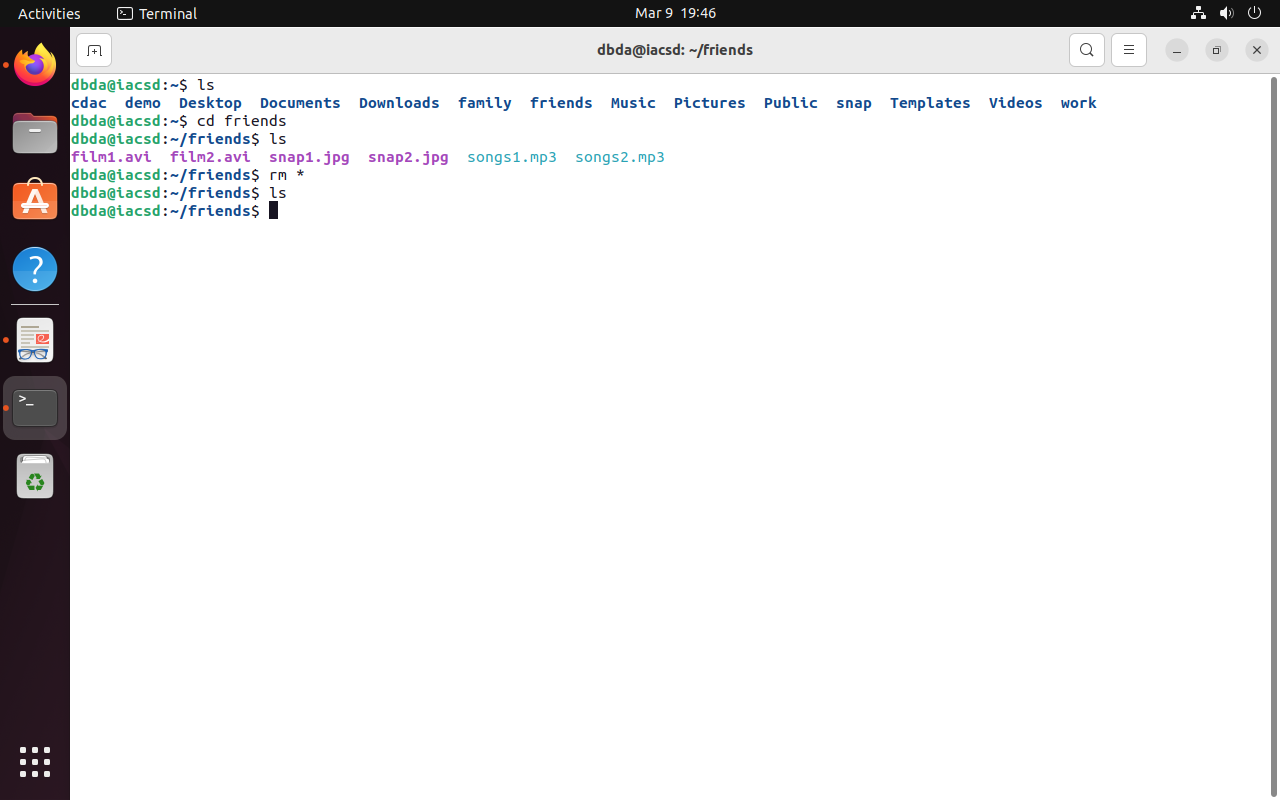 Activities Terminal Mar 9 19:46
dbda@iacsd: ~/friends
dbda@iacsd:~$ ls
cdac demo Desktop Documents Downloads family friends Music Pictures Public snap Templates Videos work
dbda@iacsd:~$ cd friends
dbda@iacsd:~/friends$ ls
film1.avi film2.avi snap1.jpg snap2.jpg songs1.mp3 songs2.mp3
dbda@iacsd:~/friends$ rm *
dbda@iacsd:~/friends$ ls
dbda@iacsd:~/friends$